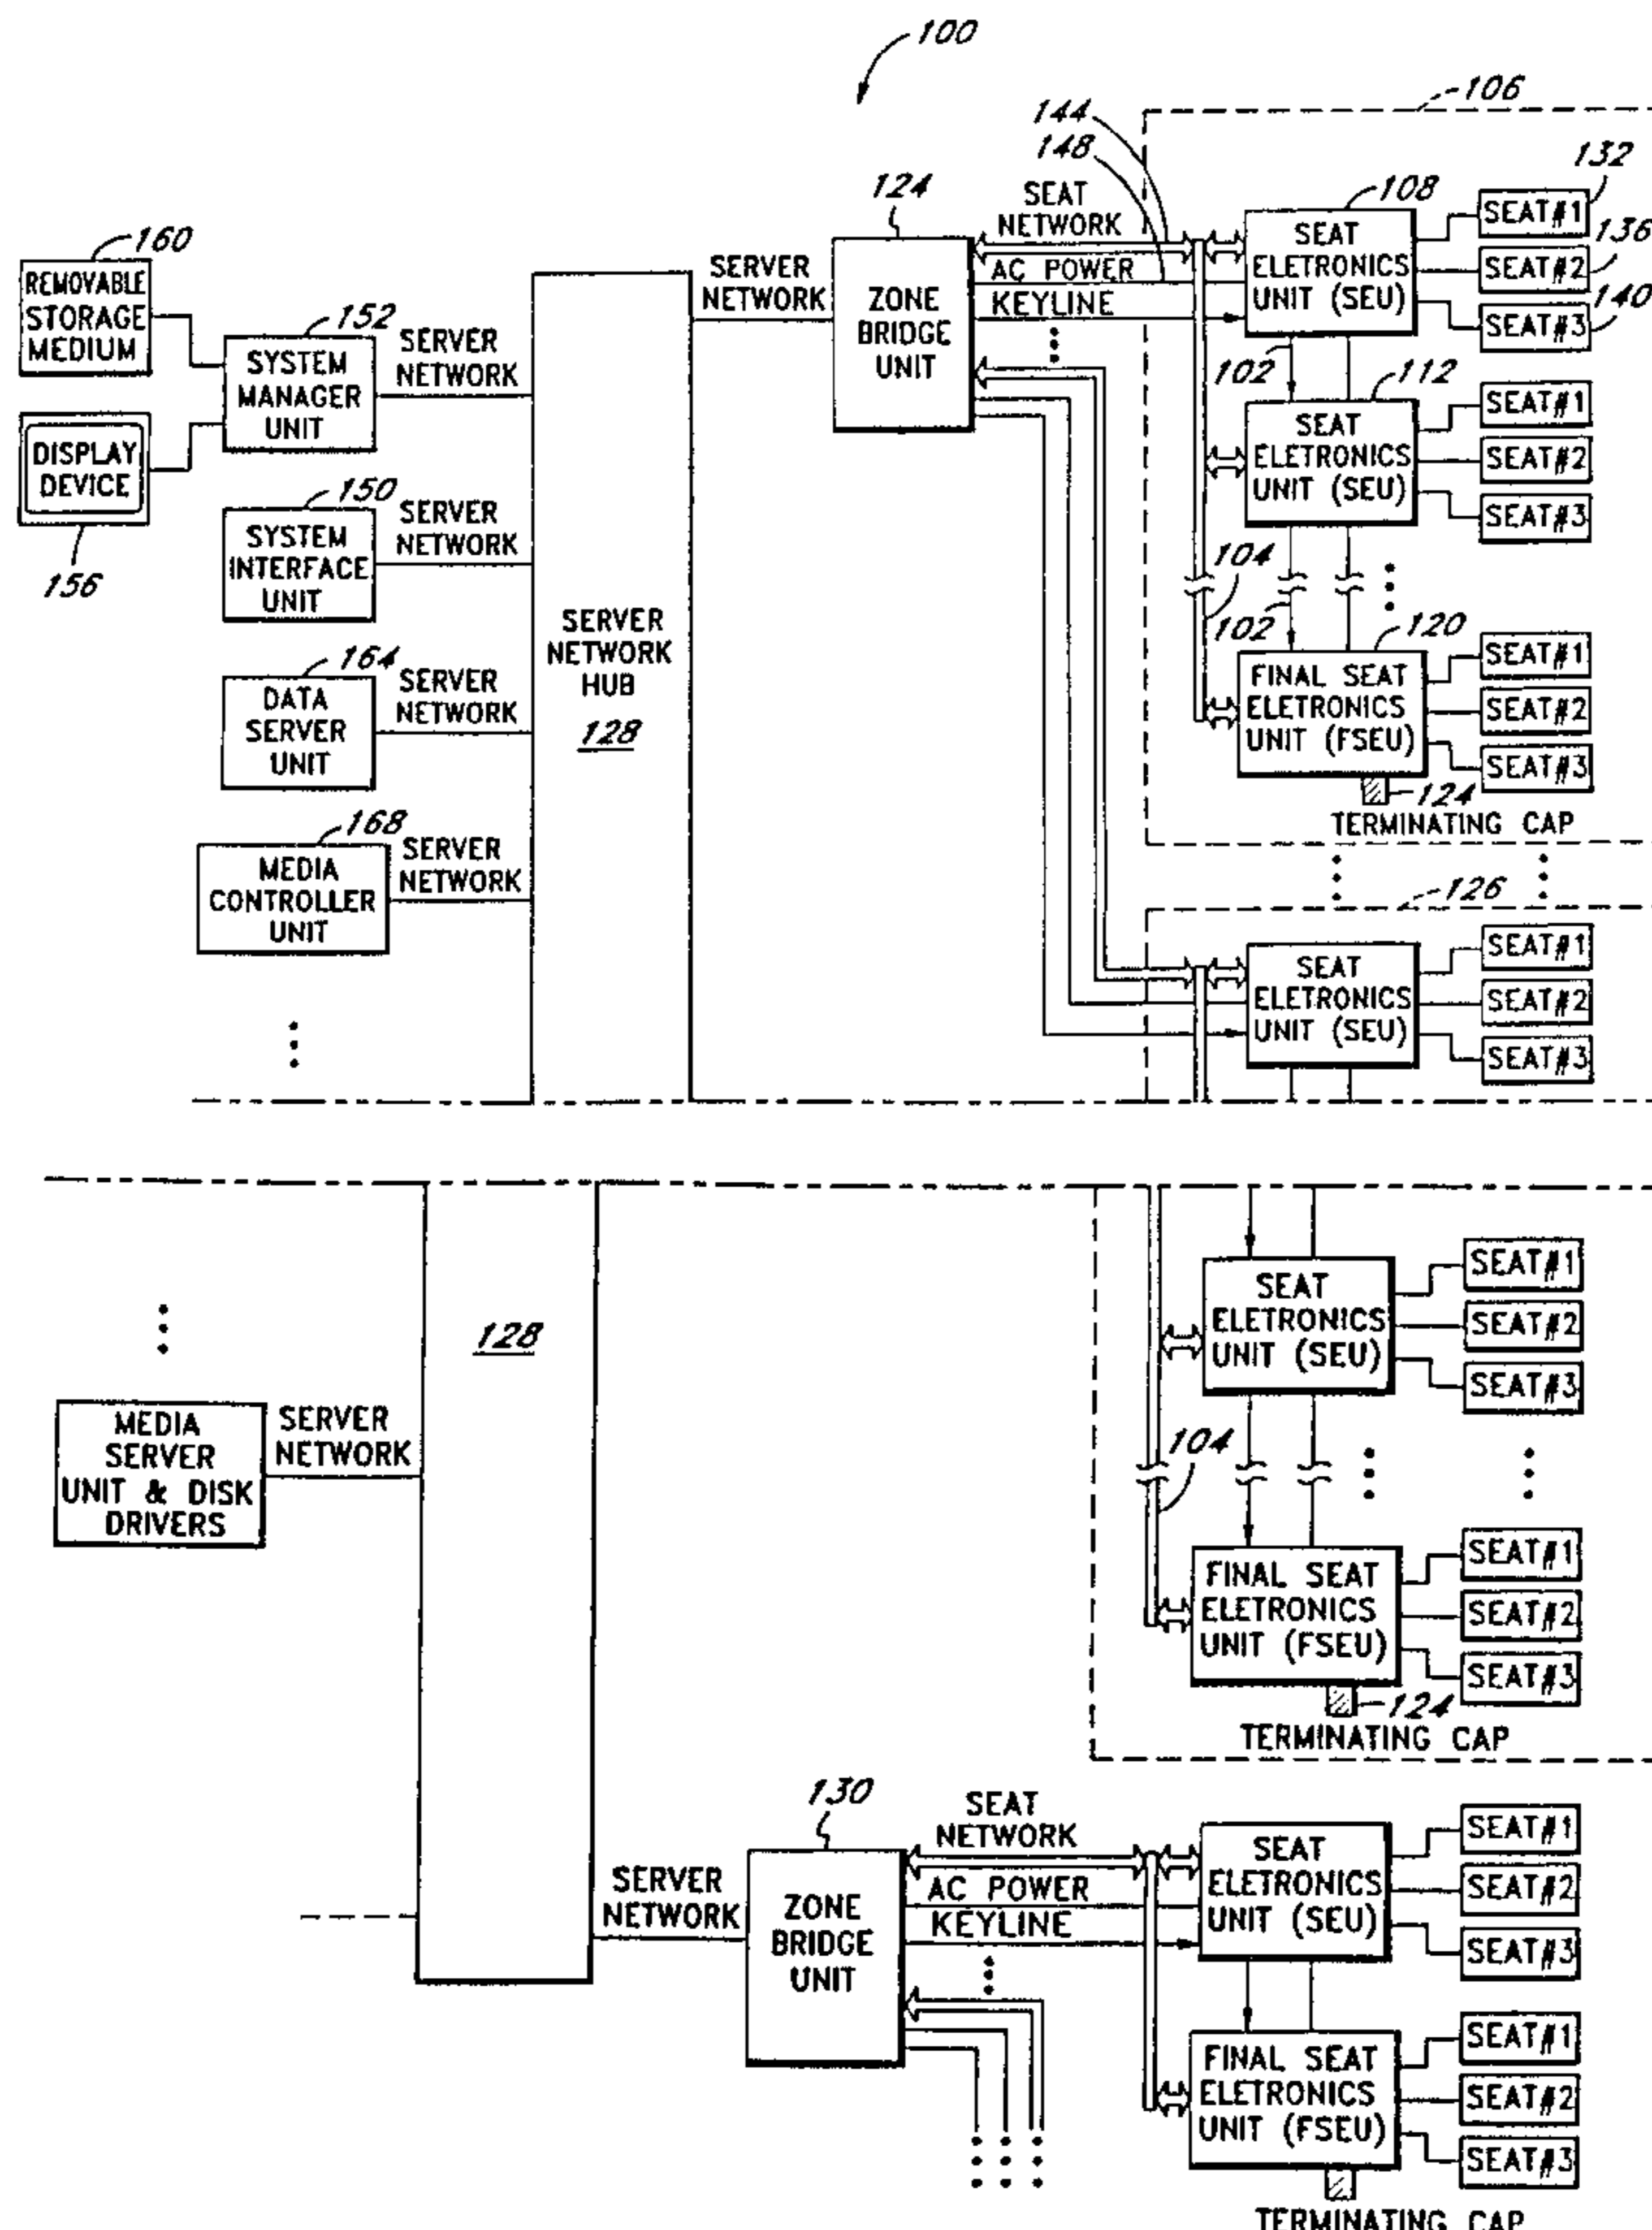 100
106
144
148
132
124
SEAT
NETWORK
108
SEAT#1
136
160
SERVER
NETWORK
AC POWER
KEYLINE
SEAT
ELETRONICS
UNIT (SEU)
SEAT#2
140
SEAT#3
REMOVABLE
STORAGE
MEDIUM
152
SYSTEM
MANAGER
UNIT
SERVER
NETWORK
ZONE
BRIDGE
UNIT
102
112
SEAT
ELETRONICS
UNIT (SEU)
SEAT#1
SEAT#2
SEAT#3
DISPLAY
DEVICE
156
150
SYSTEM
INTERFACE
UNIT
SERVER
NETWORK
104
102
120
SERVER
NETWORK
HUB
128
164
DATA
SERVER
UNIT
SERVER
NETWORK
FINAL SEAT
ELETRONICS
UNIT (FSEU)
SEAT#1
SEAT#2
SEAT#3
124
TERMINATING CAP
168
MEDIA
CONTROLLER
UNIT
SERVER
NETWORK
126
SEAT
ELETRONICS
UNIT (SEU)
SEAT#1
SEAT#2
SEAT#3
128
SEAT
ELETRONICS
UNIT (SEU)
SEAT#1
SEAT#2
SEAT#3
MEDIA
SERVER
UNIT & DISK
DRIVERS
SERVER
NETWORK
104
FINAL SEAT
ELETRONICS
UNIT (FSEU)
SEAT#1
SEAT#2
SEAT#3
124
TERMINATING CAP
130
SERVER
NETWORK
ZONE
BRIDGE
UNIT
SEAT
NETWORK
AC POWER
KEYLINE
SEAT
ELETRONICS
UNIT (SEU)
SEAT#1
SEAT#2
SEAT#3
FINAL SEAT
ELETRONICS
UNIT (FSEU)
SEAT#1
SEAT#2
SEAT#3
TERMINATING CAP